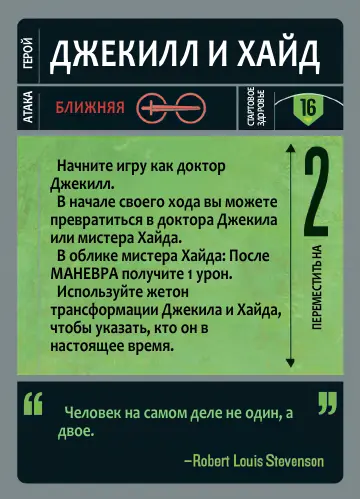 ГЕРОЙ
ДЖЕКИЛЛ И ХАЙД
АТАКА
БЛИЖНЯЯ
СТАРТОВОЕ
ЗДОРОВЬЕ
16
Начните игру как доктор
Джекилл.
В начале своего хода вы можете
превратиться в доктора Джекила
или мистера Хайда.
В облике мистера Хайда: После
МАНЕВРА получите 1 урон.
Используйте жетон
трансформации Джекила и Хайда,
чтобы указать, кто он в
настоящее время.
ПЕРЕМЕСТИТЬ НА
2
“ Человек на самом деле не один, а ”
двое.
–Robert Louis Stevenson